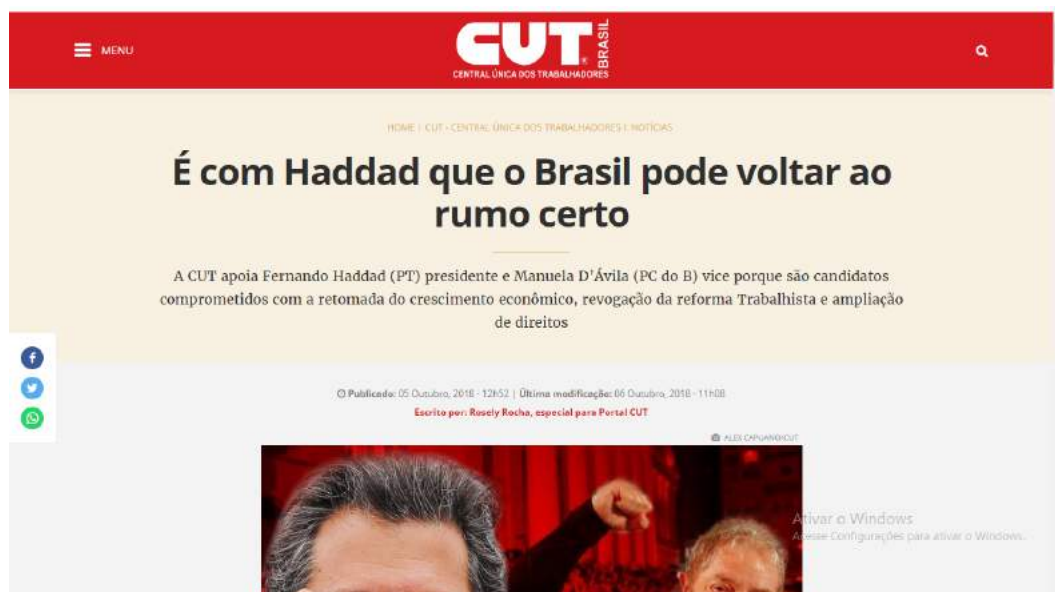 MENU
CUT
BRASIL
CENTRAL ÚNICA DOS TRABALHADORES
HOME | CUT - CENTRAL ÚNICA DOS TRABALHADORES | NOTÍCIAS
É com Haddad que o Brasil pode voltar ao
rumo certo
A CUT apoia Fernando Haddad (PT) presidente e Manuela D'Ávila (PC do B) vice porque são candidatos
comprometidos com a retomada do crescimento econômico, revogação da reforma Trabalhista e ampliação
de direitos
Publicado: 05 Outubro, 2018 - 12h52 | Última modificação: 06 Outubro, 2018 - 11h08
Escrito por: Rosely Rocha, especial para Portal CUT
ALEX CAPUANO/CUT
Ativar o Windows
Acesse Configurações para ativar o Windows.